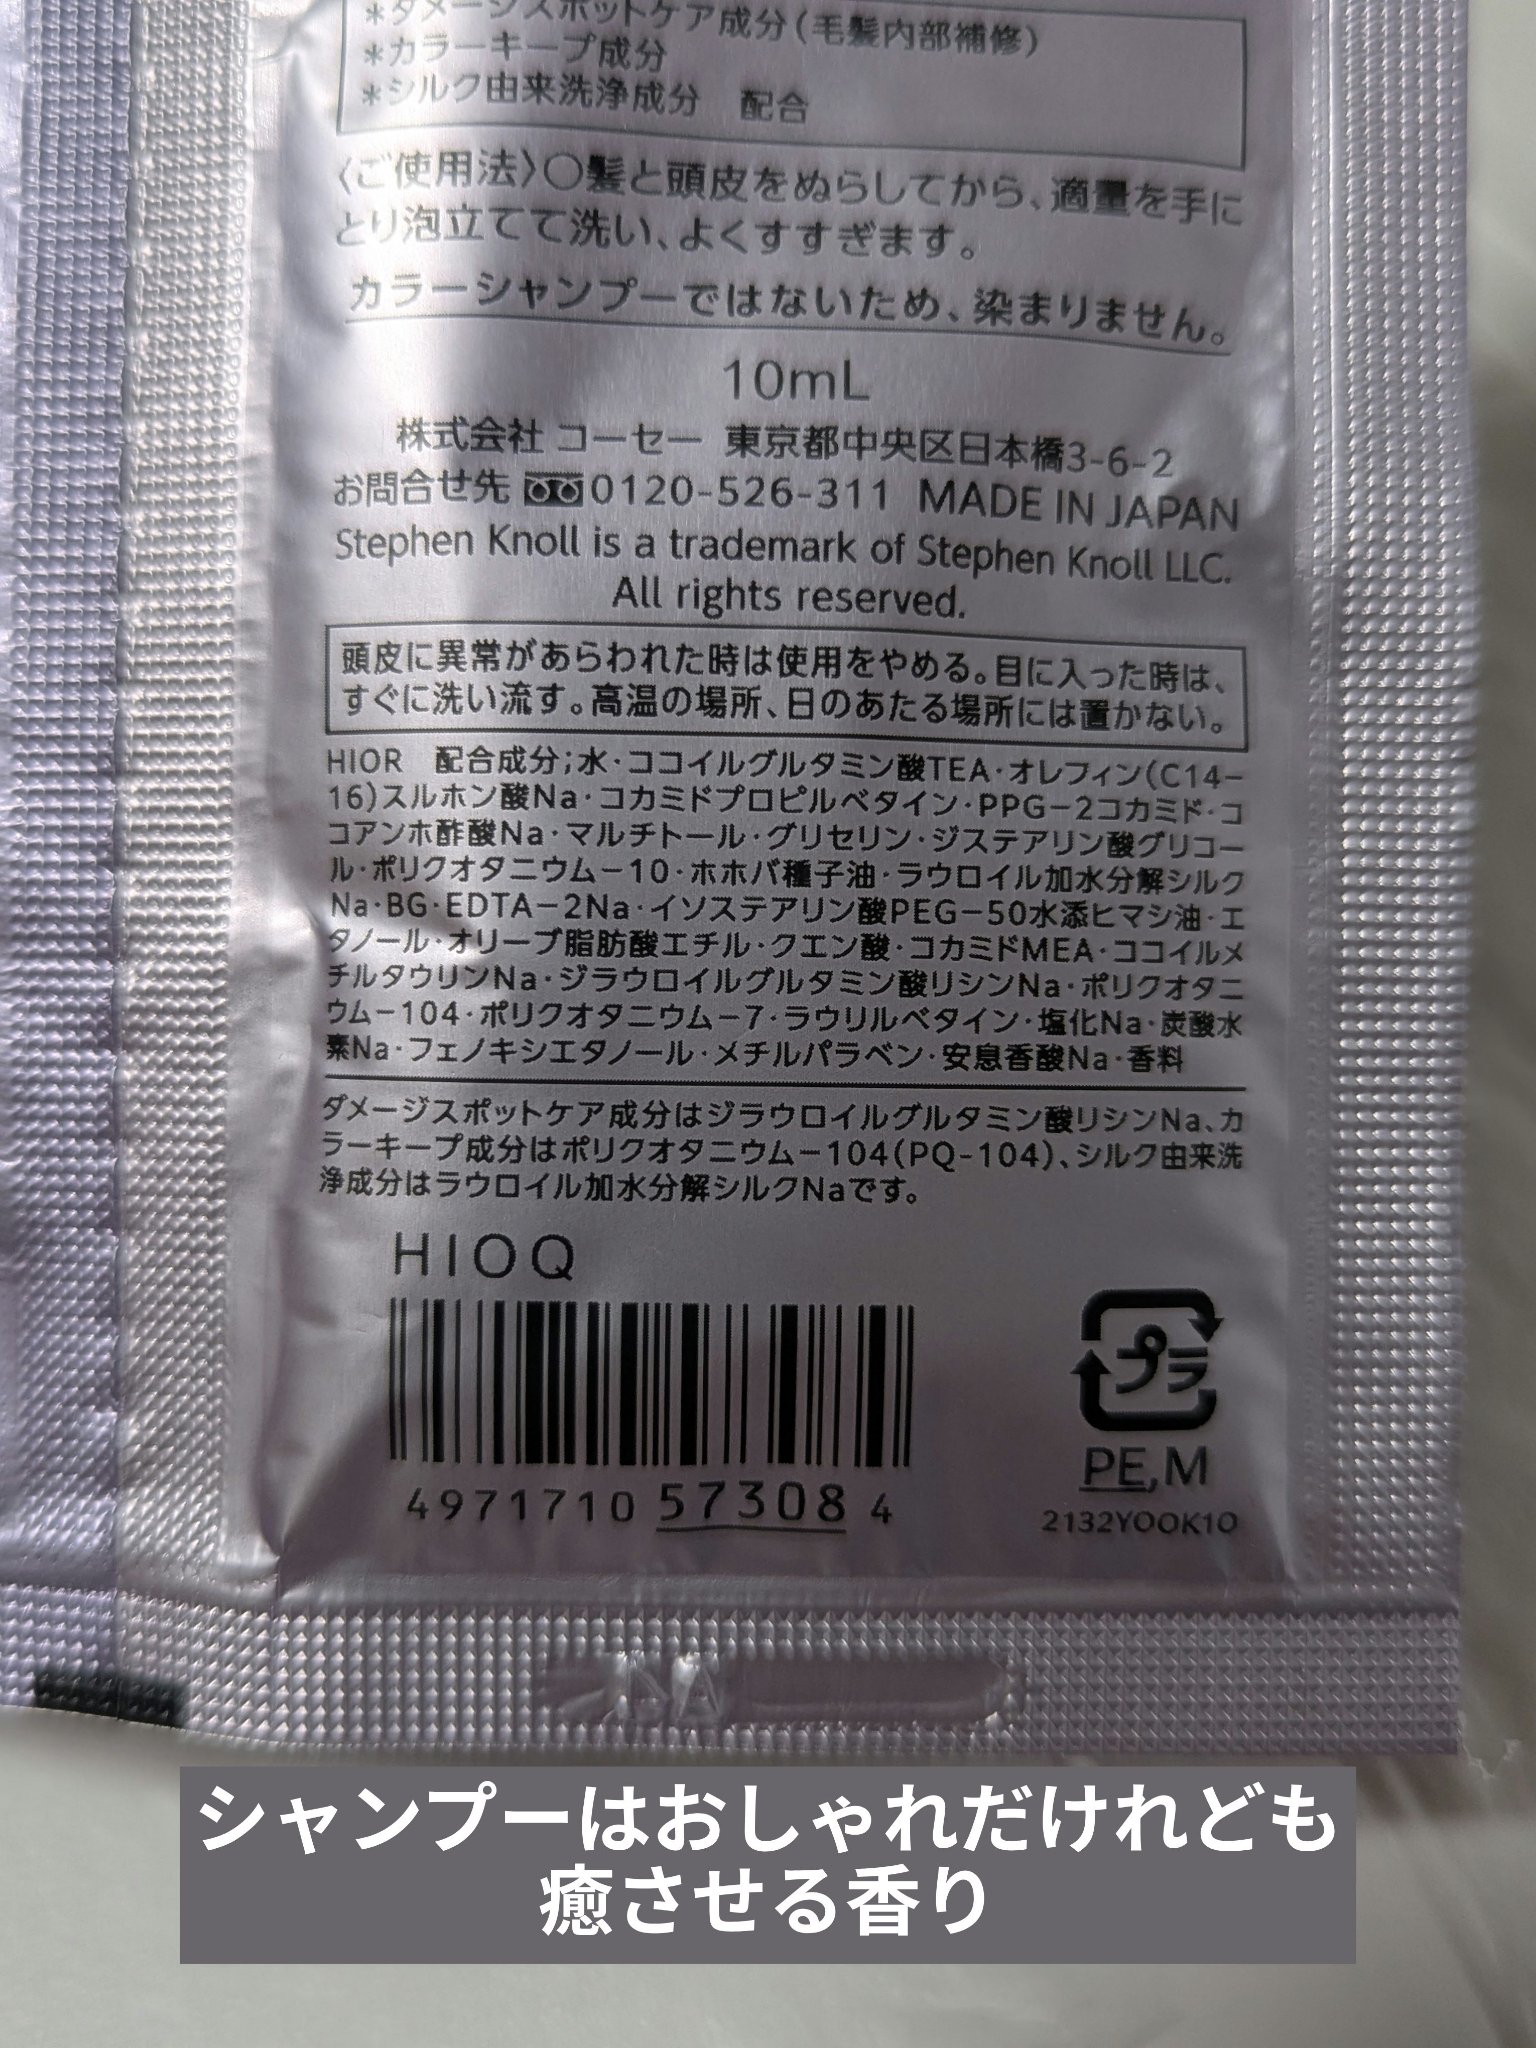 *ダメージスポットケア成分(毛髪内部補修)
*カラーキープ成分
*シルク由来洗浄成分　配合
〈ご使用法〉○髪と頭皮をぬらしてから、適量を手に
とり泡立てて洗い、よくすすぎます。
カラーシャンプーではないため、染まりません。
10mL
株式会社 コーセー 東京都中央区日本橋3-6-2
お問合せ先 0120-526-311 MADE IN JAPAN
Stephen Knoll is a trademark of Stephen Knoll LLC.
All rights reserved.
頭皮に異常があらわれた時は使用をやめる。目に入った時は、
すぐに洗い流す。高温の場所、日のあたる場所には置かない。
HIOR　配合成分;水・ココイルグルタミン酸TEA・オレフィン(C14−
16)スルホン酸Na・コカミドプロピルベタイン・PPG−2コカミド・コ
コアンホ酢酸Na・マルチトール・グリセリン・ジステアリン酸グリコー
ル・ポリクオタニウム−10・ホホバ種子油・ラウロイル加水分解シルク
Na・BG・EDTA−2Na・イソステアリン酸PEG−50水添ヒマシ油・エ
タノール・オリーブ脂肪酸エチル・クエン酸・コカミドMEA・ココイルメ
チルタウリンNa・ジラウロイルグルタミン酸リシンNa・ポリクオタニ
ウム−104・ポリクオタニウム−7・ラウリルベタイン・塩化Na・炭酸水
素Na・フェノキシエタノール・メチルパラベン・安息香酸Na・香料
ダメージスポットケア成分はジラウロイルグルタミン酸リシンNa、カ
ラーキープ成分はポリクオタニウム−104(PQ-104)、シルク由来洗
浄成分はラウロイル加水分解シルクNaです。
HIOQ
4971710 57308 4
プラ
PE,M
2132YOOK10
シャンプーはおしゃれだけれども
癒させる香り